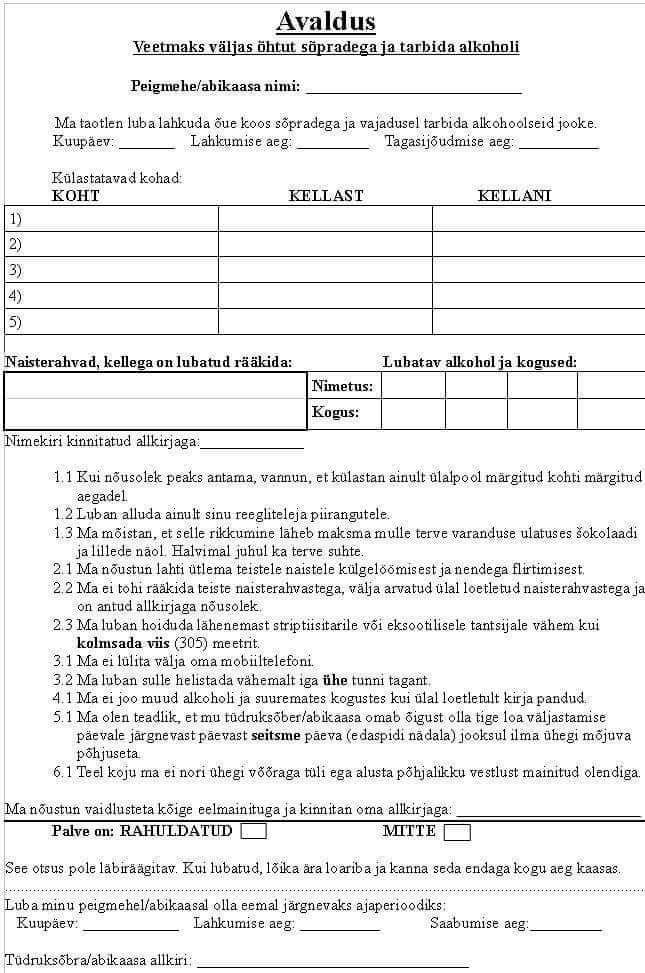 Avaldus
Veetmaks väljas õhtut sõpradega ja tarbida alkoholi
Peigmehe/abikaasa nimi: ______________________________
Ma taotlen luba lahkuda õue koos sõpradega ja vajadusel tarbida alkohoolseid jooke.
Kuupäev: _______ Lahkumise aeg: _________ Tagasijõudmise aeg: __________
Külastatavad kohad:
KOHT KELLAST KELLANI
1)
2)
3)
4)
5)
Naisterahvad, kellega on lubatud rääkida: Lubatav alkohol ja kogused:
Nimetus:
Kogus:
Nimekiri kinnitatud allkirjaga:_____________
1.1 Kui nõusolek peaks antama, vannun, et külastan ainult ülalpool märgitud kohti märgitud
aegadel.
1.2 Luban alluda ainult sinu reegliteleja piirangutele.
1.3 Ma mõistan, et selle rikkumine läheb maksma mulle terve varanduse ulatuses šokolaadi
ja lillede näol. Halvimal juhul ka terve suhte.
2.1 Ma nõustun lahti ütlema teistele naistele külgelöömisest ja nendega flirtimisest.
2.2 Ma ei tohi rääkida teiste naisterahvastega, välja arvatud ülal loetletud naisterahvastega ja
on antud allkirjaga nõusolek.
2.3 Ma luban hoiduda lähenemast striptiisitarile või eksootilisele tantsijale vähem kui
kolmsada viis (305) meetrit.
3.1 Ma ei lülita välja oma mobiiltelefoni.
3.2 Ma luban sulle helistada vähemalt iga ühe tunni tagant.
4.1 Ma ei joo muud alkoholi ja suuremates kogustes kui ülal loetletult kirja pandud.
5.1 Ma olen teadlik, et mu tüdruksõber/abikaasa omab õigust olla tige loa väljastamise
päevale järgnevast päevast seitsme päeva (edaspidi nädala) jooksul ilma ühegi mõjuva
põhjuseta.
6.1 Teel koju ma ei nori ühegi võõraga tüli ega alusta põhjalikku vestlust mainitud olendiga.
Ma nõustun vaidlusteta kõige eelmainituga ja kinnitan oma allkirjaga: _______________________
Palve on: RAHULDATUD MITTE
See otsus pole läbiräägitav. Kui lubatud, lõika ära loariba ja kanna seda endaga kogu aeg kaasas.
Luba minu peigmehel/abikaasal olla eemal järgnevaks ajaperioodiks:
Kuupäev: ____________ Lahkumise aeg: __________ Saabumise aeg:_________
Tüdruksõbra/abikaasa allkiri: __________________________________